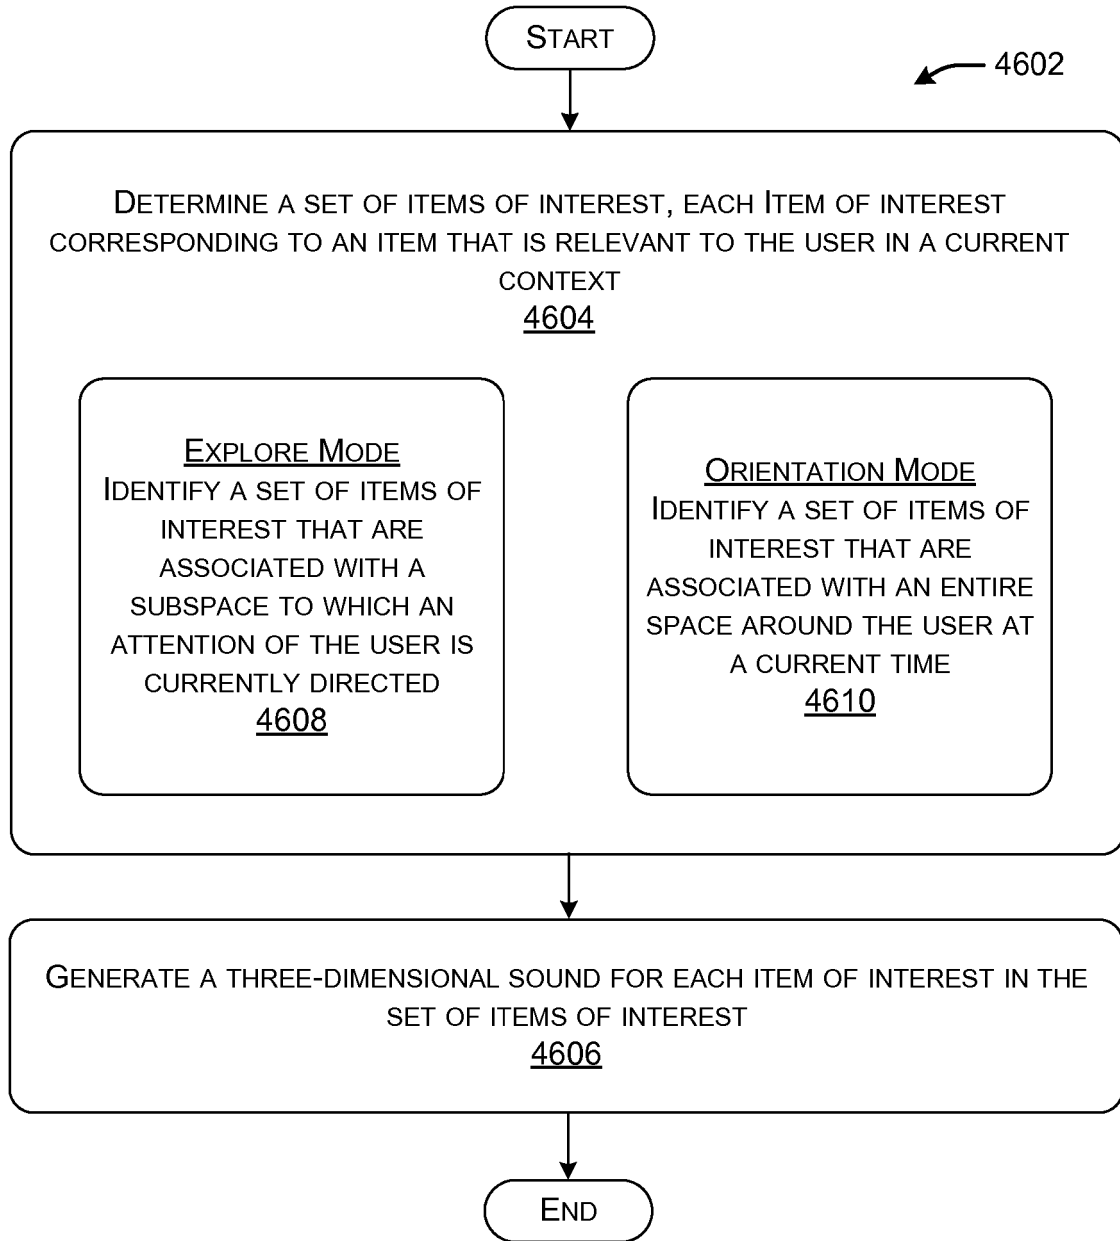 START
4602
DETERMINE A SET OF ITEMS OF INTEREST, EACH ITEM OF INTEREST
CORRESPONDING TO AN ITEM THAT IS RELEVANT TO THE USER IN A CURRENT
CONTEXT
4604
EXPLORE MODE
IDENTIFY A SET OF ITEMS OF
INTEREST THAT ARE
ASSOCIATED WITH A
SUBSPACE TO WHICH AN
ATTENTION OF THE USER IS
CURRENTLY DIRECTED
4608
ORIENTATION MODE
IDENTIFY A SET OF ITEMS OF
INTEREST THAT ARE
ASSOCIATED WITH AN ENTIRE
SPACE AROUND THE USER AT
A CURRENT TIME
4610
GENERATE A THREE-DIMENSIONAL SOUND FOR EACH ITEM OF INTEREST IN THE
SET OF ITEMS OF INTEREST
4606
END